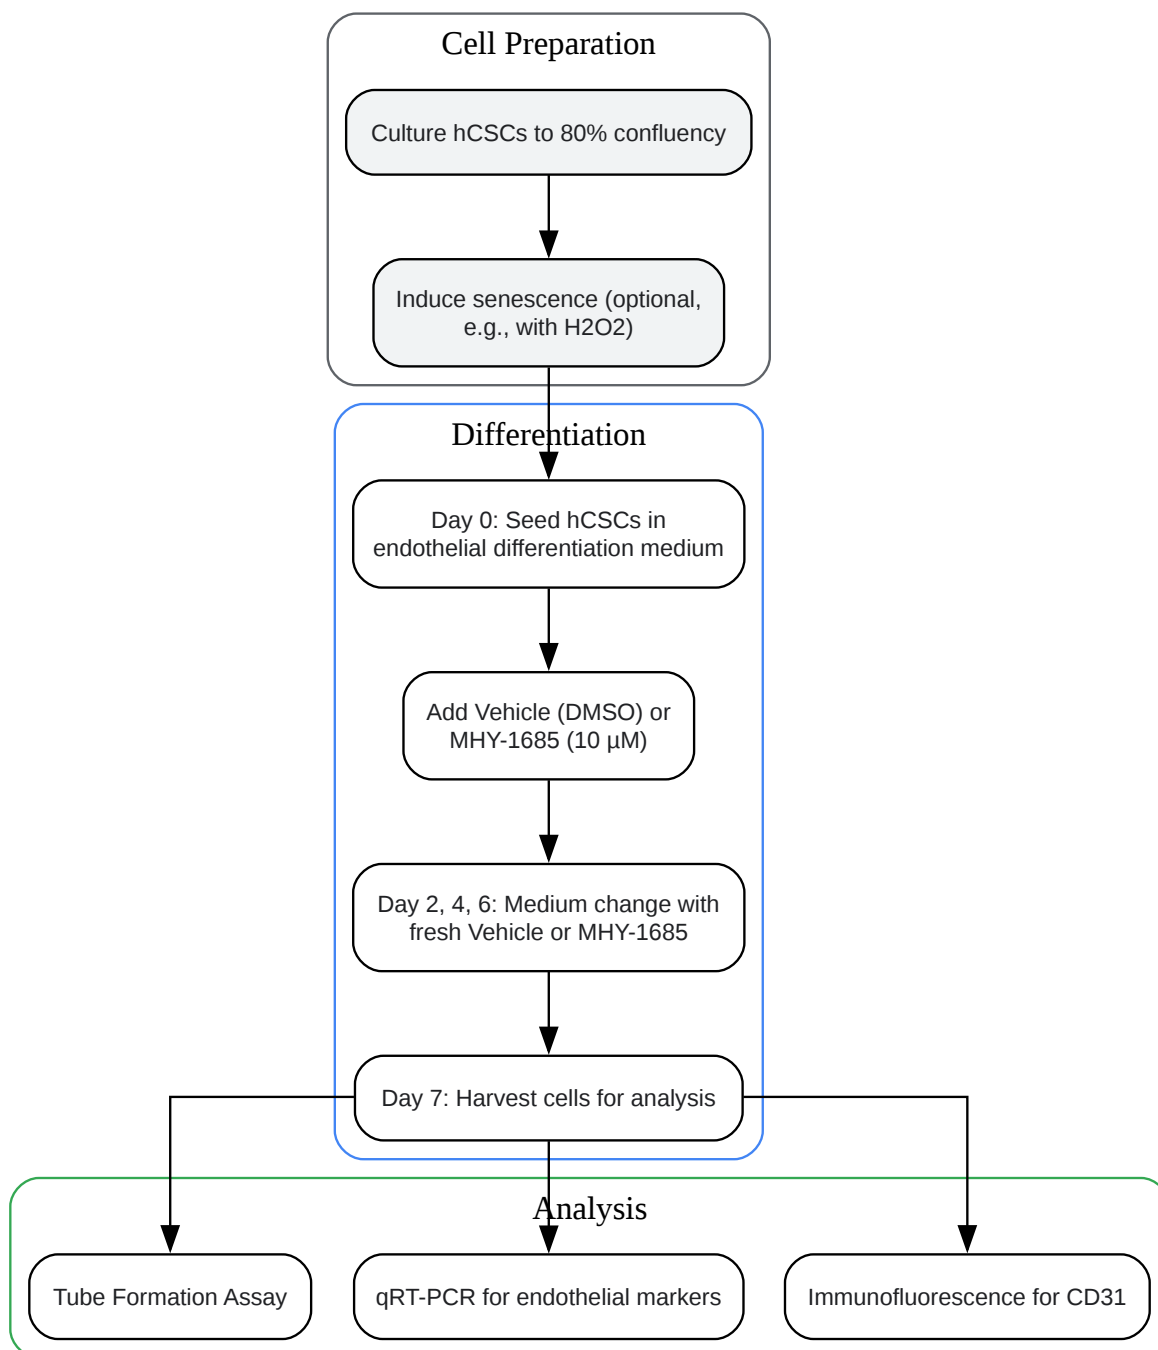 Cell Preparation
Culture hCSCs to 80% confluency
Induce senescence (optional,
e.g., with H2O2)
Differentiation
Day 0: Seed hCSCs in
endothelial differentiation medium
Add Vehicle (DMSO) or
MHY-1685 (10 µM)
Day 2, 4, 6: Medium change with
fresh Vehicle or MHY-1685
Day 7: Harvest cells for analysis
Analysis
Tube Formation Assay
qRT-PCR for endothelial markers
Immunofluorescence for CD31